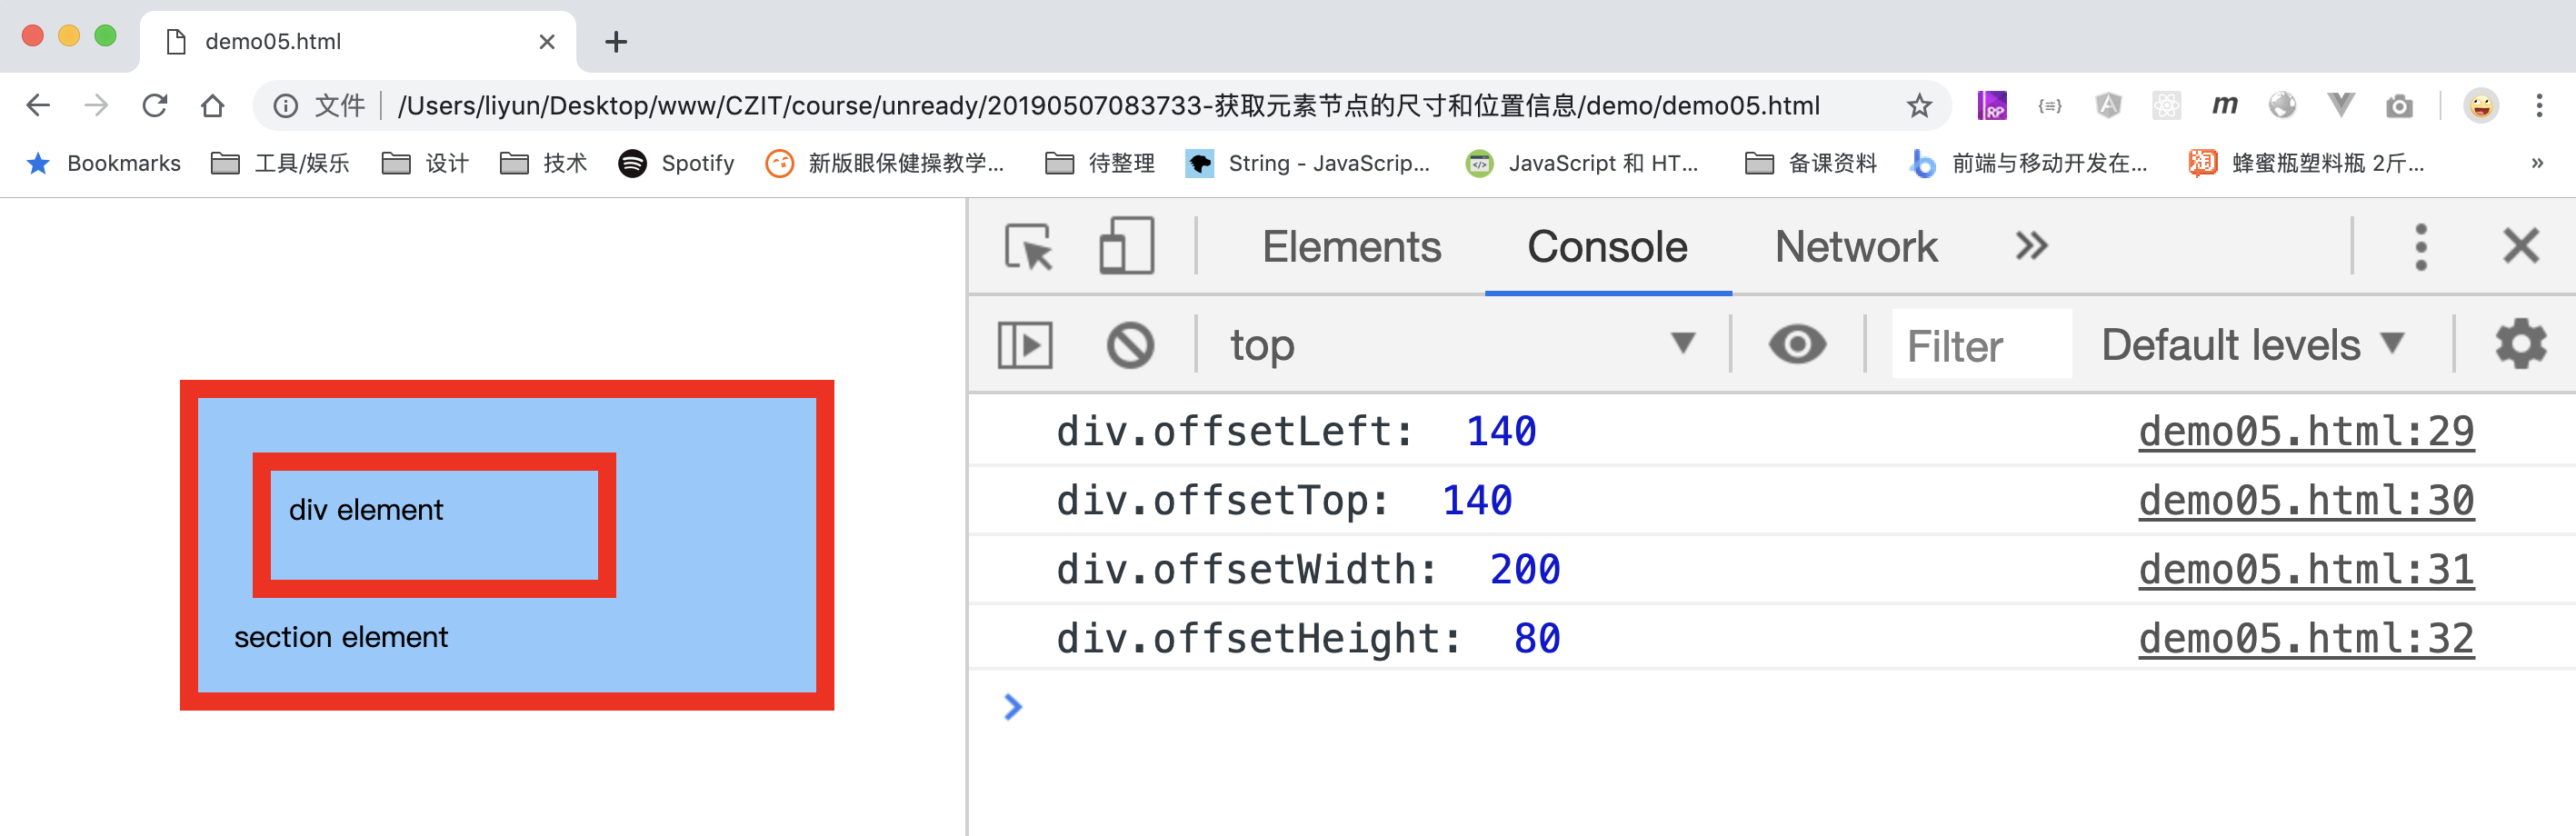 demo05.html
文件 /Users/liyun/Desktop/www/CZIT/course/unready/20190507083733-获取元素节点的尺寸和位置信息/demo/demo05.html
RP {≡} A m
Bookmarks 工具/娱乐 设计 技术 Spotify 新版眼保健操教学... 待整理 String - JavaScrip... JavaScript 和 HT... 备课资料 前端与移动开发在... 淘 蜂蜜瓶塑料瓶 2斤... »
Elements Console Network »
top Filter Default levels
div.offsetLeft: 140 demo05.html:29
div.offsetTop: 140 demo05.html:30
div.offsetWidth: 200 demo05.html:31
div.offsetHeight: 80 demo05.html:32
div element
section element